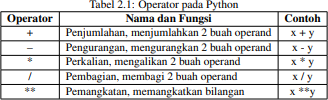 Tabel 2.1: Operator pada Python
Operator Nama dan Fungsi Contoh
+ Penjumlahan, menjumlahkan 2 buah operand x + y
– Pengurangan, mengurangkan 2 buah operand x - y
* Perkalian, mengalikan 2 buah operand x * y
/ Pembagian, membagi 2 buah operand x / y
** Pemangkatan, memangkatkan bilangan x **y